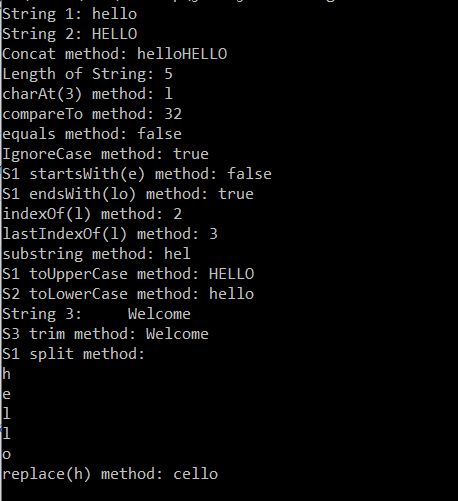 String 1: hello
String 2: HELLO
Concat method: helloHELLO
Length of String: 5
charAt(3) method: l
compareTo method: 32
equals method: false
IgnoreCase method: true
S1 startsWith(e) method: false
S1 endsWith(lo) method: true
indexOf(l) method: 2
lastIndexOf(l) method: 3
substring method: hel
S1 toUpperCase method: HELLO
S2 toLowerCase method: hello
String 3:     Welcome
S3 trim method: Welcome
S1 split method:
h
e
l
l
o
replace(h) method: cello